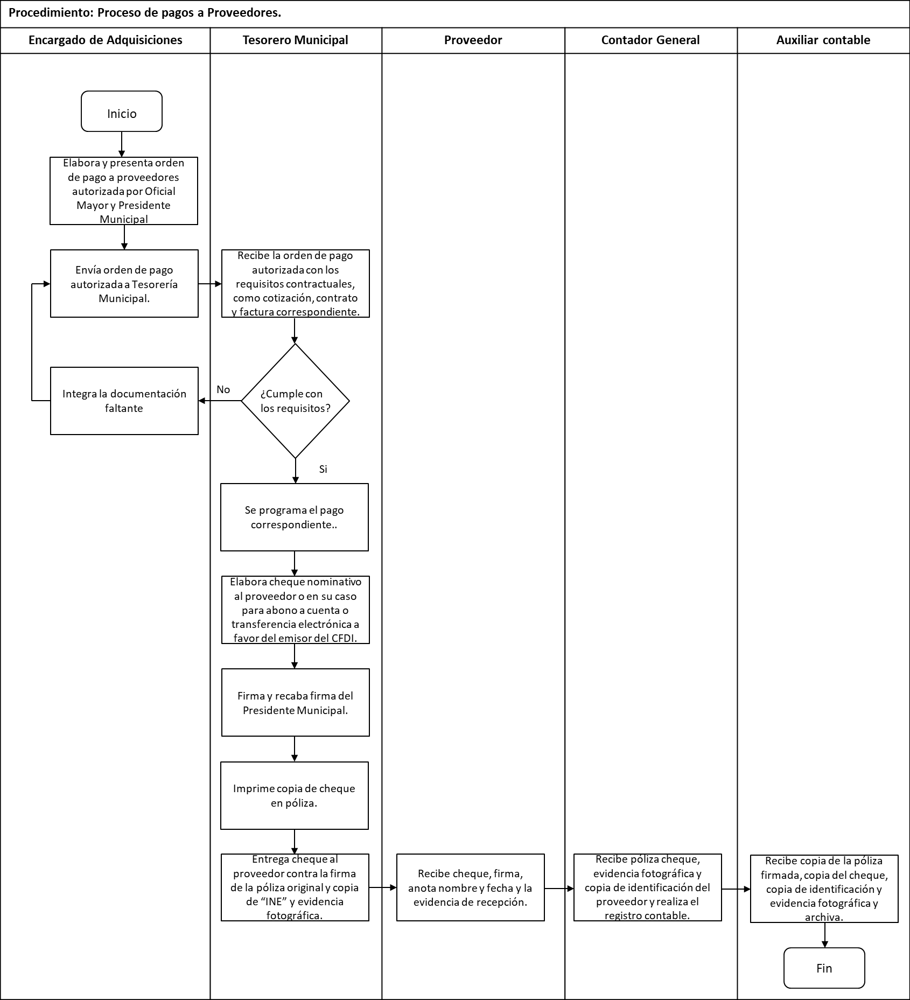 Procedimiento: Proceso de pagos a Proveedores.
Encargado de Adquisiciones
Tesorero Municipal
Proveedor
Contador General
Auxiliar contable
Inicio
Elabora y presenta orden
de pago a proveedores
autorizada por Oficial
Mayor y Presidente
Municipal
Envía orden de pago
autorizada a Tesorería
Municipal.
Recibe la orden de pago
autorizada con los
requisitos contractuales,
como cotización, contrato
y factura correspondiente.
¿Cumple con
los requisitos?
No
Integra la documentación
faltante
Si
Se programa el pago
correspondiente..
Elabora cheque nominativo
al proveedor o en su caso
para abono a cuenta o
transferencia electrónica a
favor del emisor del CFDI.
Firma y recaba firma del
Presidente Municipal.
Imprime copia de cheque
en póliza.
Entrega cheque al
proveedor contra la firma
de la póliza original y copia
de “INE” y evidencia
fotográfica.
Recibe cheque, firma,
anota nombre y fecha y la
evidencia de recepción.
Recibe póliza cheque,
evidencia fotográfica y
copia de identificación del
proveedor y realiza el
registro contable.
Recibe copia de la póliza
firmada, copia del cheque,
copia de identificación y
evidencia fotográfica y
archiva.
Fin